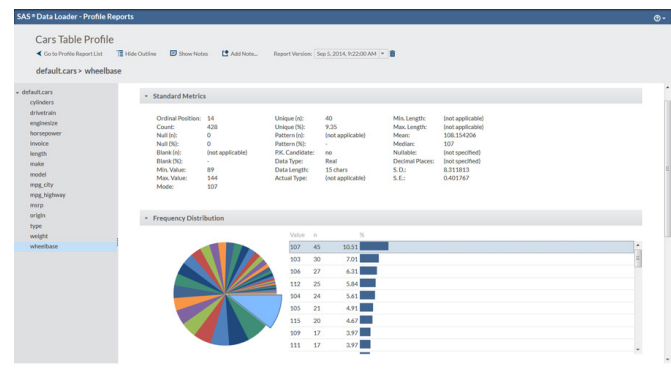 SAS® Data Loader - Profile Reports
Cars Table Profile
Go to Profile Report List Hide Outline Show Notes Add Note... Report Version: Sep 5, 2014, 9:22:00 AM
default.cars > wheelbase
default.cars
cylinders
drivetrain
enginesize
horsepower
invoice
length
make
model
mpg_city
mpg_highway
msrp
origin
type
weight
wheelbase
Standard Metrics
Ordinal Position: 14 Unique (n): 40 Min. Length: (not applicable)
Count: 428 Unique (%): 9.35 Max. Length: (not applicable)
Null (n): 0 Pattern (n): (not applicable) Mean: 108.154206
Null (%): 0 Pattern (%): - Median: 107
Blank (n): (not applicable) P.K. Candidate: no Nullable: (not specified)
Blank (%): - Data Type: Real Decimal Places: (not specified)
Min. Value: 89 Data Length: 15 chars S. D.: 8.311813
Max. Value: 144 Actual Type: (not applicable) S. E.: 0.401767
Mode: 107
Frequency Distribution
Value n %
107 45 10.51
103 30 7.01
106 27 6.31
112 25 5.84
104 24 5.61
105 21 4.91
115 20 4.67
109 17 3.97
111 17 3.97